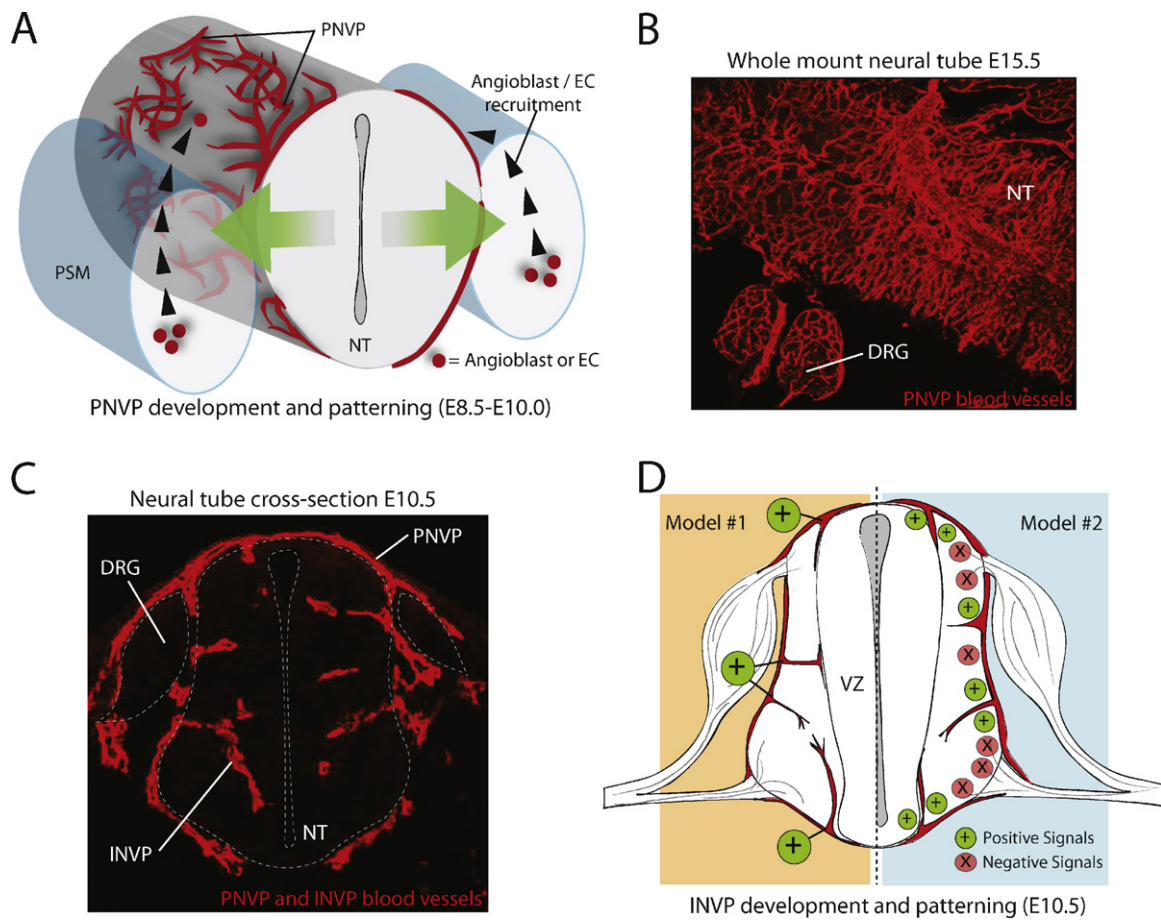 A
PNVP
Angioblast / EC
recruitment
PSM
NT
= Angioblast or EC
PNVP development and patterning (E8.5-E10.0)
B
Whole mount neural tube E15.5
NT
DRG
PNVP blood vessels
C
Neural tube cross-section E10.5
PNVP
DRG
NT
INVP
PNVP and INVP blood vessels
D
Model #1
Model #2
+
+
+
+
+
X
X
+
X
+
+
X
X
X
+
+
VZ
+ Positive Signals
X Negative Signals
INVP development and patterning (E10.5)